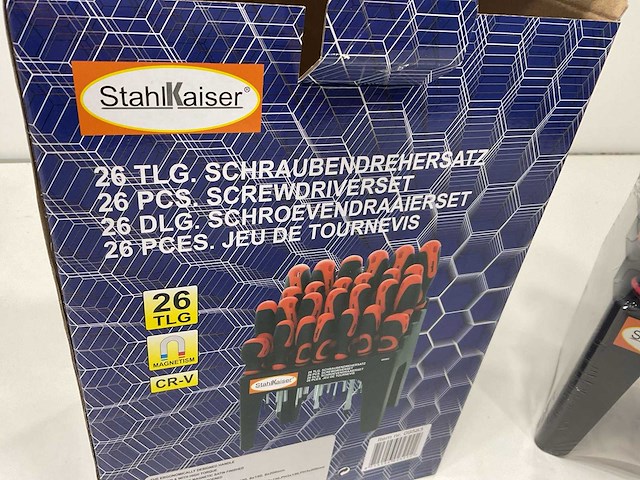 StahlKaiser®
26 TLG. SCHRAUBENDREHERSATZ
26 PCS. SCREWDRIVERSET
26 DLG. SCHROEVENDRAAIERSET
26 PCES. JEU DE TOURNEVIS
26
TLG
MAGNETISM
CR-V
StahlKaiser